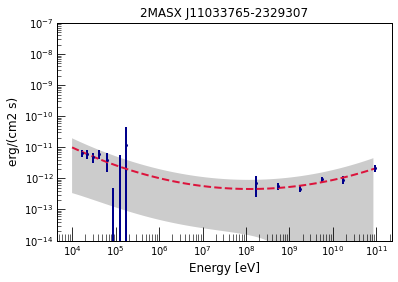 2MASX J11033765-2329307
erg/(cm2 s)
10⁻⁷
10⁻⁸
10⁻⁹
10⁻¹⁰
10⁻¹¹
10⁻¹²
10⁻¹³
10⁻¹⁴
10⁴ 10⁵ 10⁶ 10⁷ 10⁸ 10⁹ 10¹⁰ 10¹¹
Energy [eV]